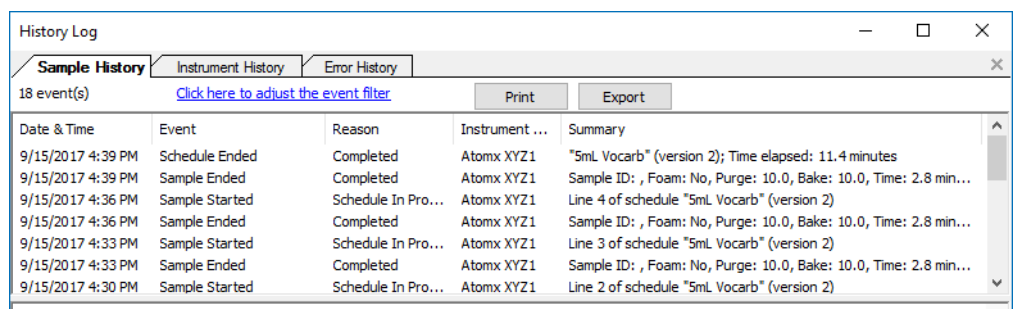 History Log
Sample History Instrument History Error History
18 event(s) Click here to adjust the event filter Print Export
Date & Time Event Reason Instrument ... Summary
9/15/2017 4:39 PM Schedule Ended Completed Atomx XYZ1 "5mL Vocarb" (version 2); Time elapsed: 11.4 minutes
9/15/2017 4:39 PM Sample Ended Completed Atomx XYZ1 Sample ID: , Foam: No, Purge: 10.0, Bake: 10.0, Time: 2.8 min...
9/15/2017 4:36 PM Sample Started Schedule In Pro... Atomx XYZ1 Line 4 of schedule "5mL Vocarb" (version 2)
9/15/2017 4:36 PM Sample Ended Completed Atomx XYZ1 Sample ID: , Foam: No, Purge: 10.0, Bake: 10.0, Time: 2.8 min...
9/15/2017 4:33 PM Sample Started Schedule In Pro... Atomx XYZ1 Line 3 of schedule "5mL Vocarb" (version 2)
9/15/2017 4:33 PM Sample Ended Completed Atomx XYZ1 Sample ID: , Foam: No, Purge: 10.0, Bake: 10.0, Time: 2.8 min...
9/15/2017 4:30 PM Sample Started Schedule In Pro... Atomx XYZ1 Line 2 of schedule "5mL Vocarb" (version 2)